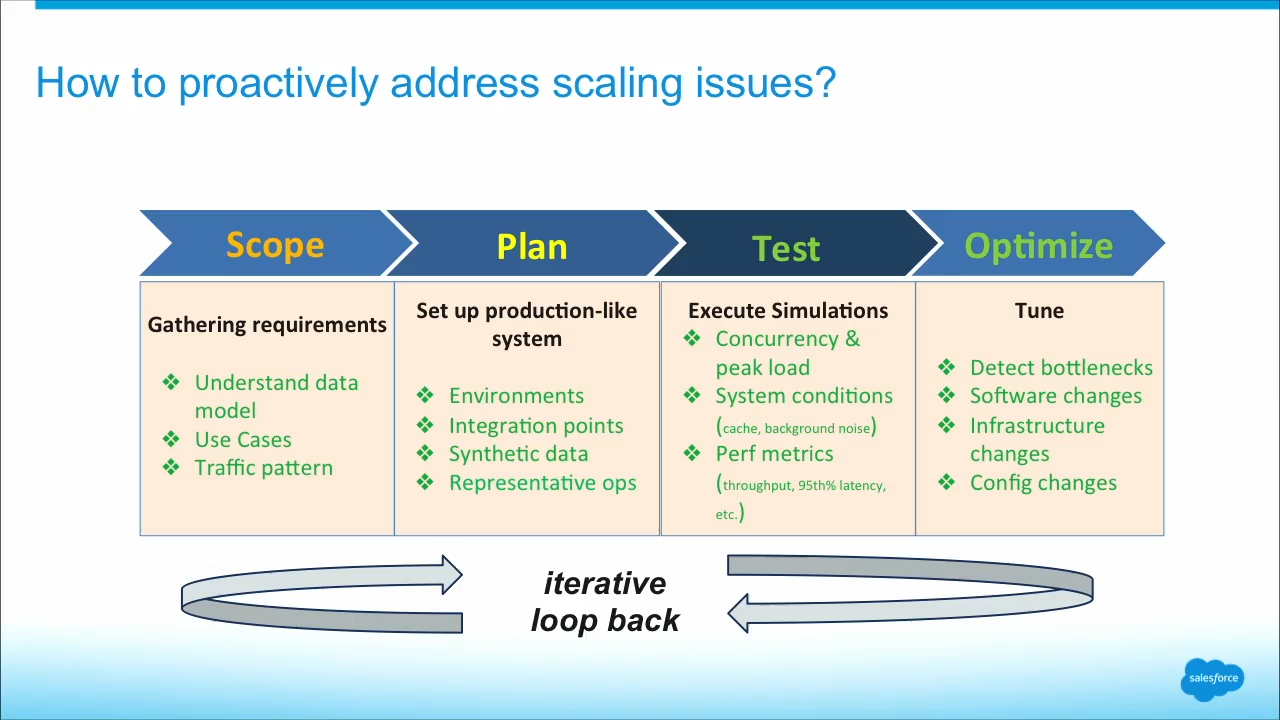 How to proactively address scaling issues?
Scope
Plan
Test
Optimize
Gathering requirements
❖ Understand data
model
❖ Use Cases
❖ Traffic pattern
Set up production-like
system
❖ Environments
❖ Integration points
❖ Synthetic data
❖ Representative ops
Execute Simulations
❖ Concurrency &
peak load
❖ System conditions
(cache, background noise)
❖ Perf metrics
(throughput, 95th% latency,
etc.)
Tune
❖ Detect bottlenecks
❖ Software changes
❖ Infrastructure
changes
❖ Config changes
iterative
loop back
salesforce